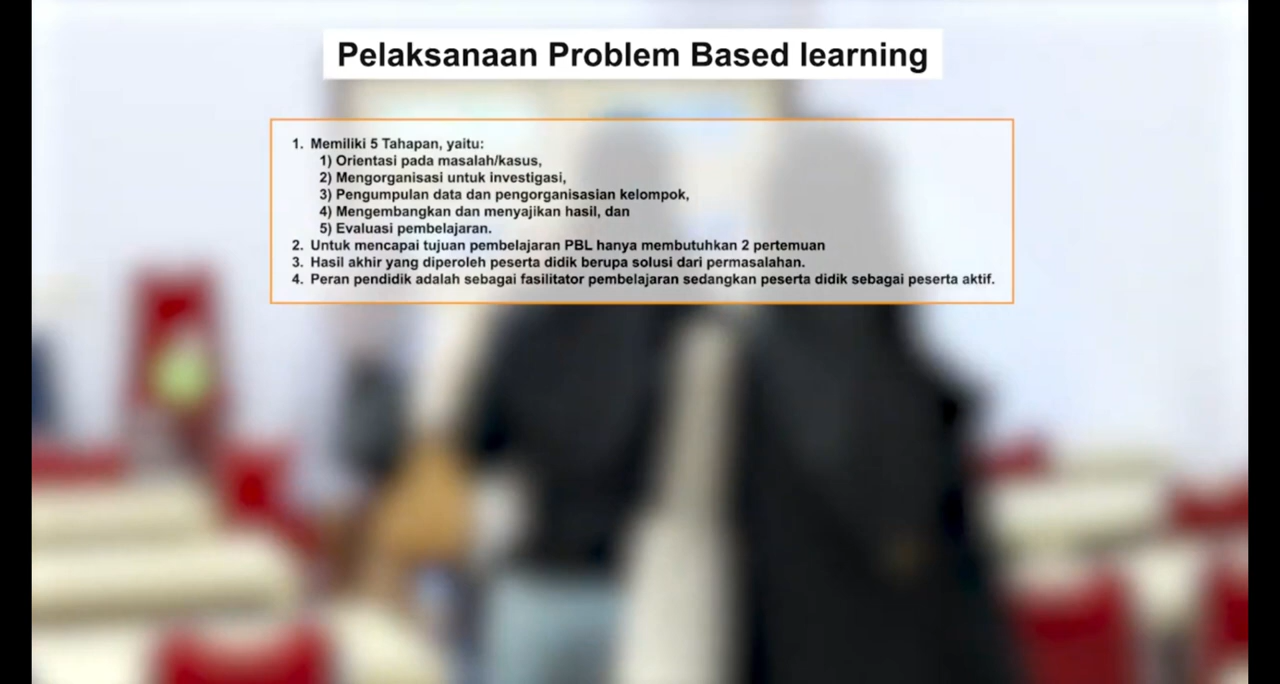 Pelaksanaan Problem Based learning
1. Memiliki 5 Tahapan, yaitu:
1) Orientasi pada masalah/kasus,
2) Mengorganisasi untuk investigasi,
3) Pengumpulan data dan pengorganisasian kelompok,
4) Mengembangkan dan menyajikan hasil, dan
5) Evaluasi pembelajaran.
2. Untuk mencapai tujuan pembelajaran PBL hanya membutuhkan 2 pertemuan
3. Hasil akhir yang diperoleh peserta didik berupa solusi dari permasalahan.
4. Peran pendidik adalah sebagai fasilitator pembelajaran sedangkan peserta didik sebagai peserta aktif.